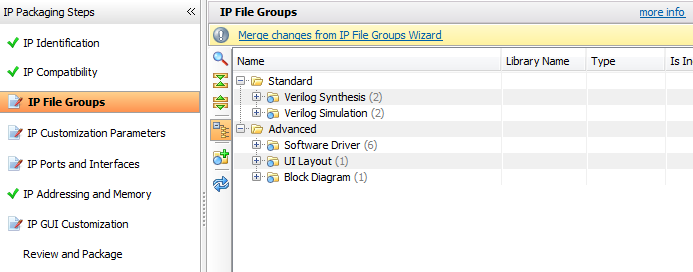 IP Packaging Steps
IP Identification
IP Compatibility
IP File Groups
IP Customization Parameters
IP Ports and Interfaces
IP Addressing and Memory
IP GUI Customization
Review and Package
IP File Groups more info
Merge changes from IP File Groups Wizard
Name Library Name Type Is In
Standard
Verilog Synthesis (2)
Verilog Simulation (2)
Advanced
Software Driver (6)
UI Layout (1)
Block Diagram (1)